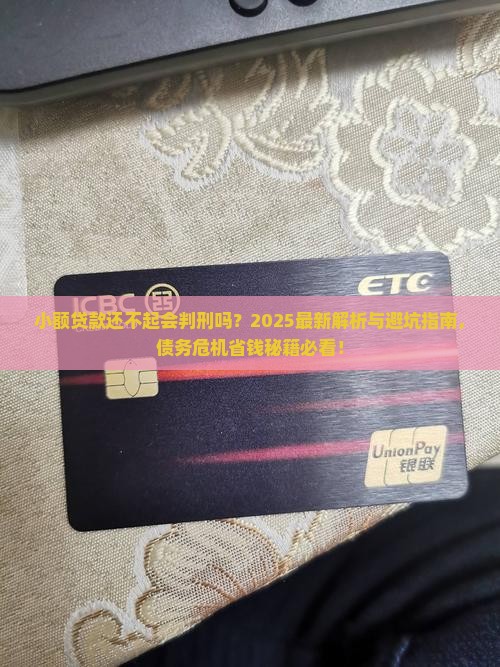 ICBC
ETC
小额贷款还不起会判刑吗？2025最新解析与避坑指南，
债务危机省钱秘籍必看！
UnionPay
银联